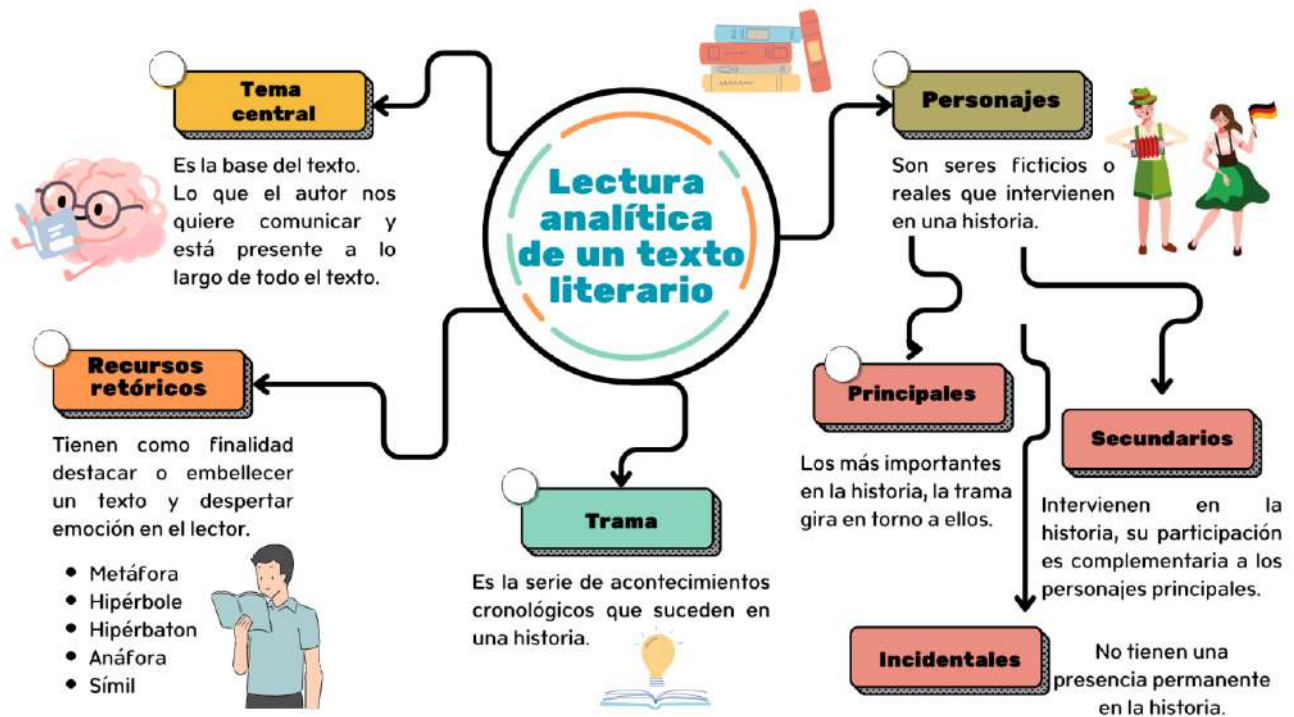 Lectura
analítica
de un texto
literario
Tema
central
Es la base del texto.
Lo que el autor nos
quiere comunicar y
está presente a lo
largo de todo el texto.
Recursos
retóricos
Tienen como finalidad
destacar o embellecer
un texto y despertar
emoción en el lector.
• Metáfora
• Hipérbole
• Hipérbaton
• Anáfora
• Símil
Trama
Es la serie de acontecimientos
cronológicos que suceden en
una historia.
Personajes
Son seres ficticios o
reales que intervienen
en una historia.
Principales
Los más importantes
en la historia, la trama
gira en torno a ellos.
Secundarios
Intervienen en la
historia, su participación
es complementaria a los
personajes principales.
Incidentales
No tienen una
presencia permanente
en la historia.